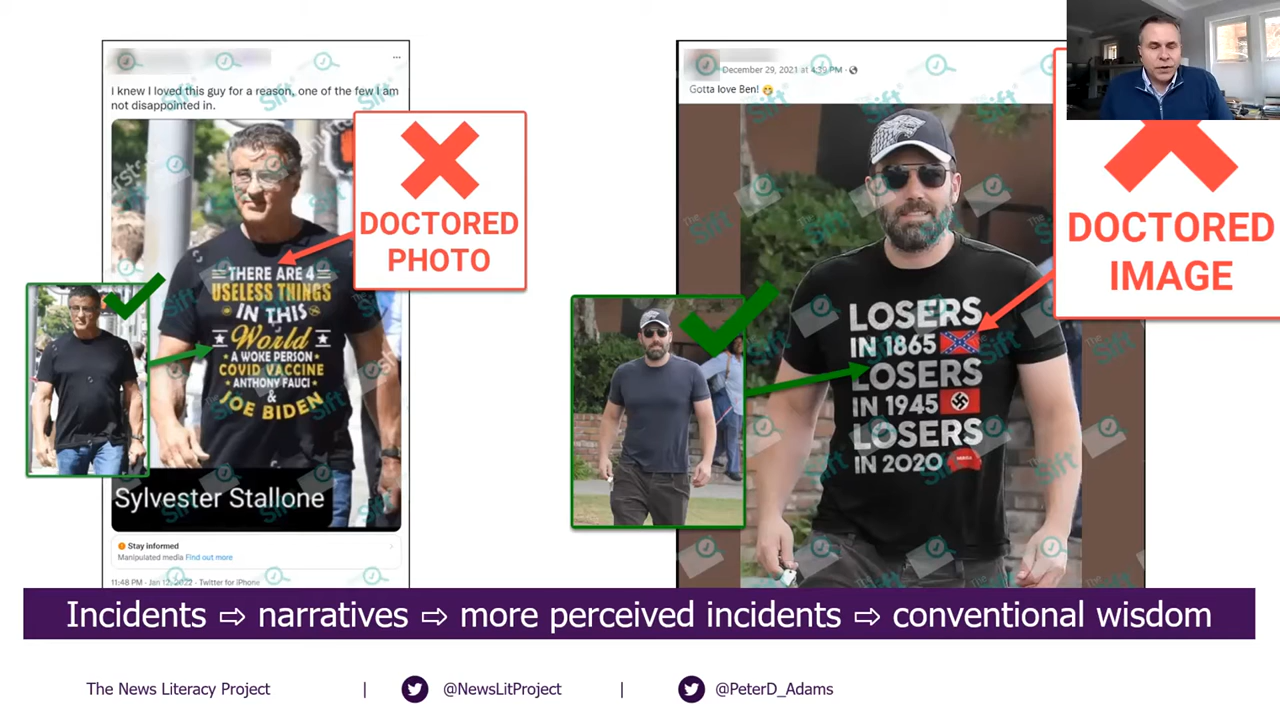 I knew I loved this guy for a reason, one of the few I am
not disappointed in.
DOCTORED
PHOTO
THERE ARE 4
USELESS THINGS
IN THIS
World
A WOKE PERSON
COVID VACCINE
ANTHONY FAUCI
&
JOE BIDEN
Sylvester Stallone
Stay informed
Manipulated media Find out more
11:48 PM · Jan 12, 2022 · Twitter for iPhone
December 29, 2021 at 4:39 PM ·
Gotta love Ben!
DOCTORED
IMAGE
LOSERS
IN 1865
LOSERS
IN 1945
LOSERS
IN 2020
The Sift
Incidents ⇨ narratives ⇨ more perceived incidents ⇨ conventional wisdom
The News Literacy Project | @NewsLitProject | @PeterD_Adams